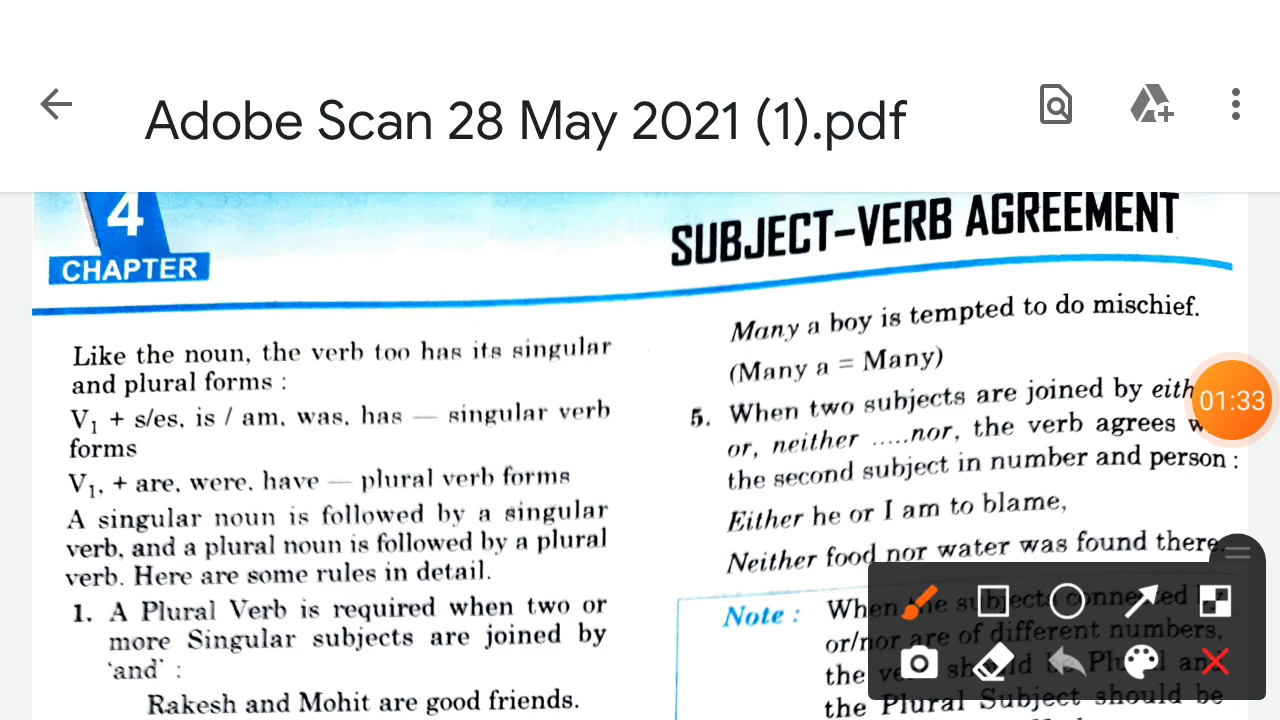 Adobe Scan 28 May 2021 (1).pdf
4
CHAPTER
SUBJECT–VERB AGREEMENT
Like the noun, the verb too has its singular
and plural forms :
V1 + s/es, is / am, was, has — singular verb
forms
V1, + are, were, have — plural verb forms
A singular noun is followed by a singular
verb, and a plural noun is followed by a plural
verb. Here are some rules in detail.
1. A Plural Verb is required when two or
more Singular subjects are joined by
'and' :
Rakesh and Mohit are good friends.
Many a boy is tempted to do mischief.
(Many a = Many)
5. When two subjects are joined by eith
or, neither .....nor, the verb agrees w
the second subject in number and person :
Either he or I am to blame,
Neither food nor water was found there.
Note : When the subjects connected
or/nor are of different numbers,
the verb should be Plural and
the Plural Subject should be
01:33